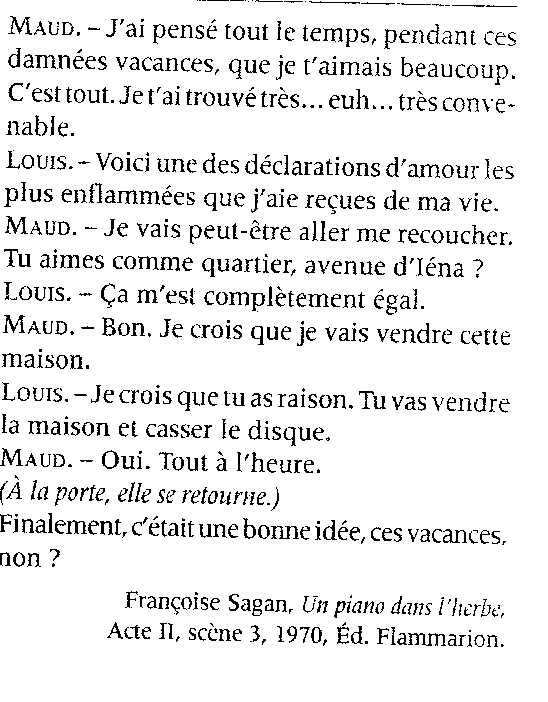 MAUD. – J'ai pensé tout le temps, pendant ces
damnées vacances, que je t'aimais beaucoup.
C'est tout. Je t'ai trouvé très... euh... très conve-
nable.
LOUIS. – Voici une des déclarations d'amour les
plus enflammées que j'aie reçues de ma vie.
MAUD. – Je vais peut-être aller me recoucher.
Tu aimes comme quartier, avenue d'Iéna ?
LOUIS. – Ça m'est complètement égal.
MAUD. – Bon. Je crois que je vais vendre cette
maison.
LOUIS. – Je crois que tu as raison. Tu vas vendre
la maison et casser le disque.
MAUD. – Oui. Tout à l'heure.
(À la porte, elle se retourne.)
Finalement, c'était une bonne idée, ces vacances,
non ?
Françoise Sagan, Un piano dans l'herbe,
Acte II, scène 3, 1970, Éd. Flammarion.